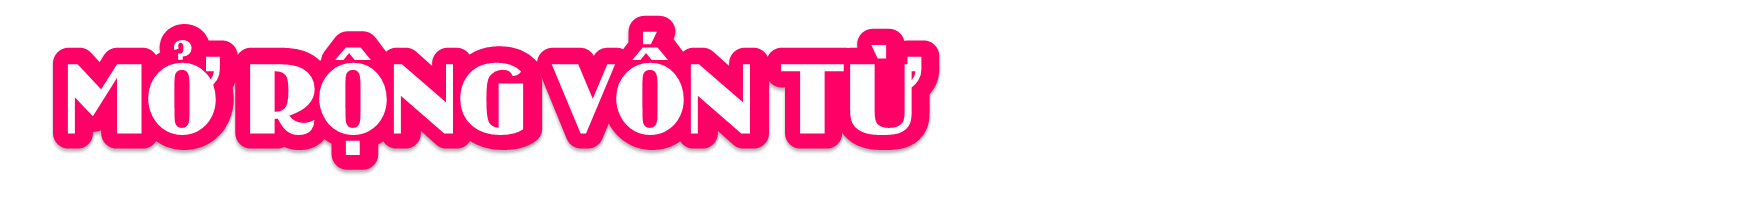 MỞ RỘNG VỐN TỪ